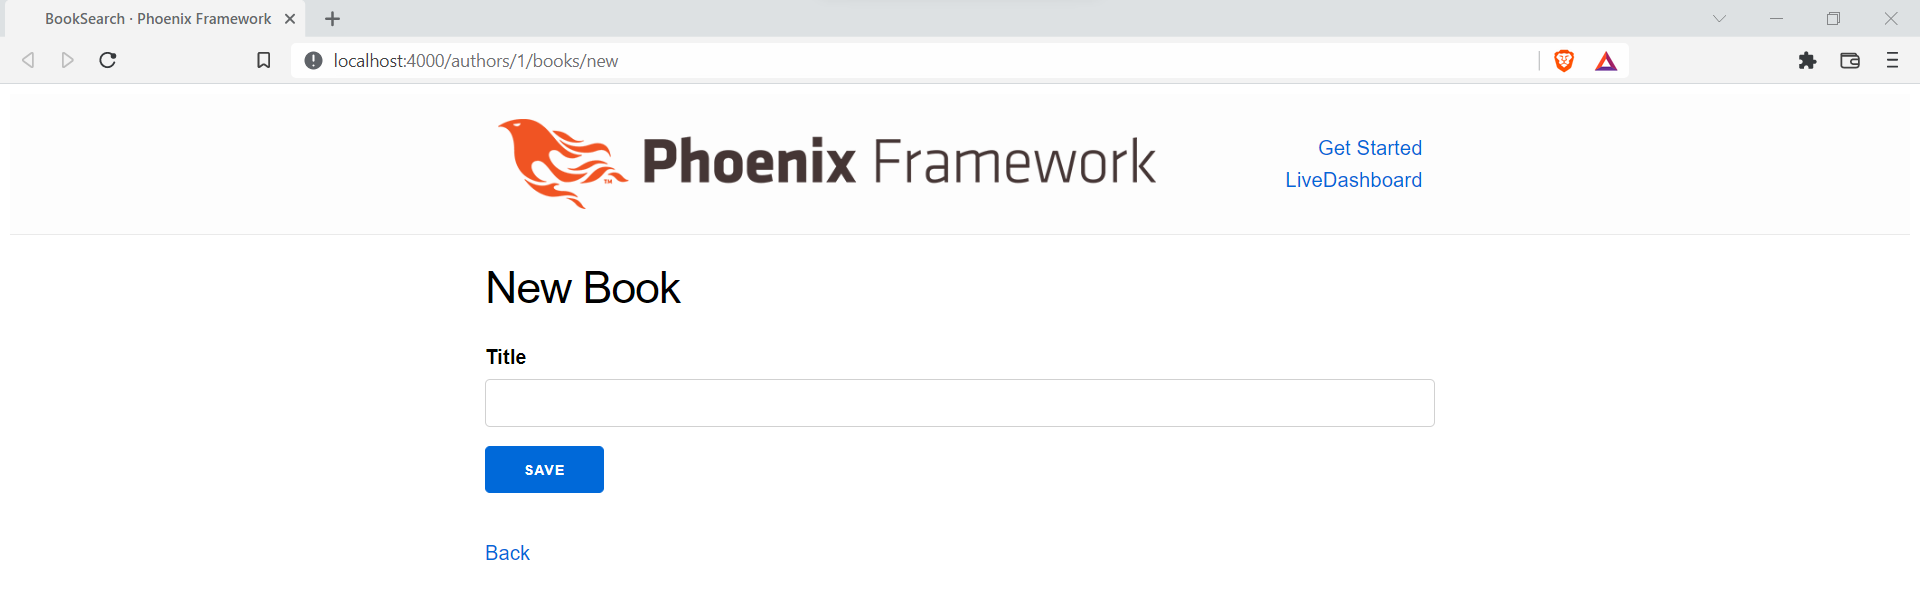 BookSearch · Phoenix Framework
localhost:4000/authors/1/books/new
Phoenix Framework
TM
Get Started
LiveDashboard
New Book
Title
SAVE
Back